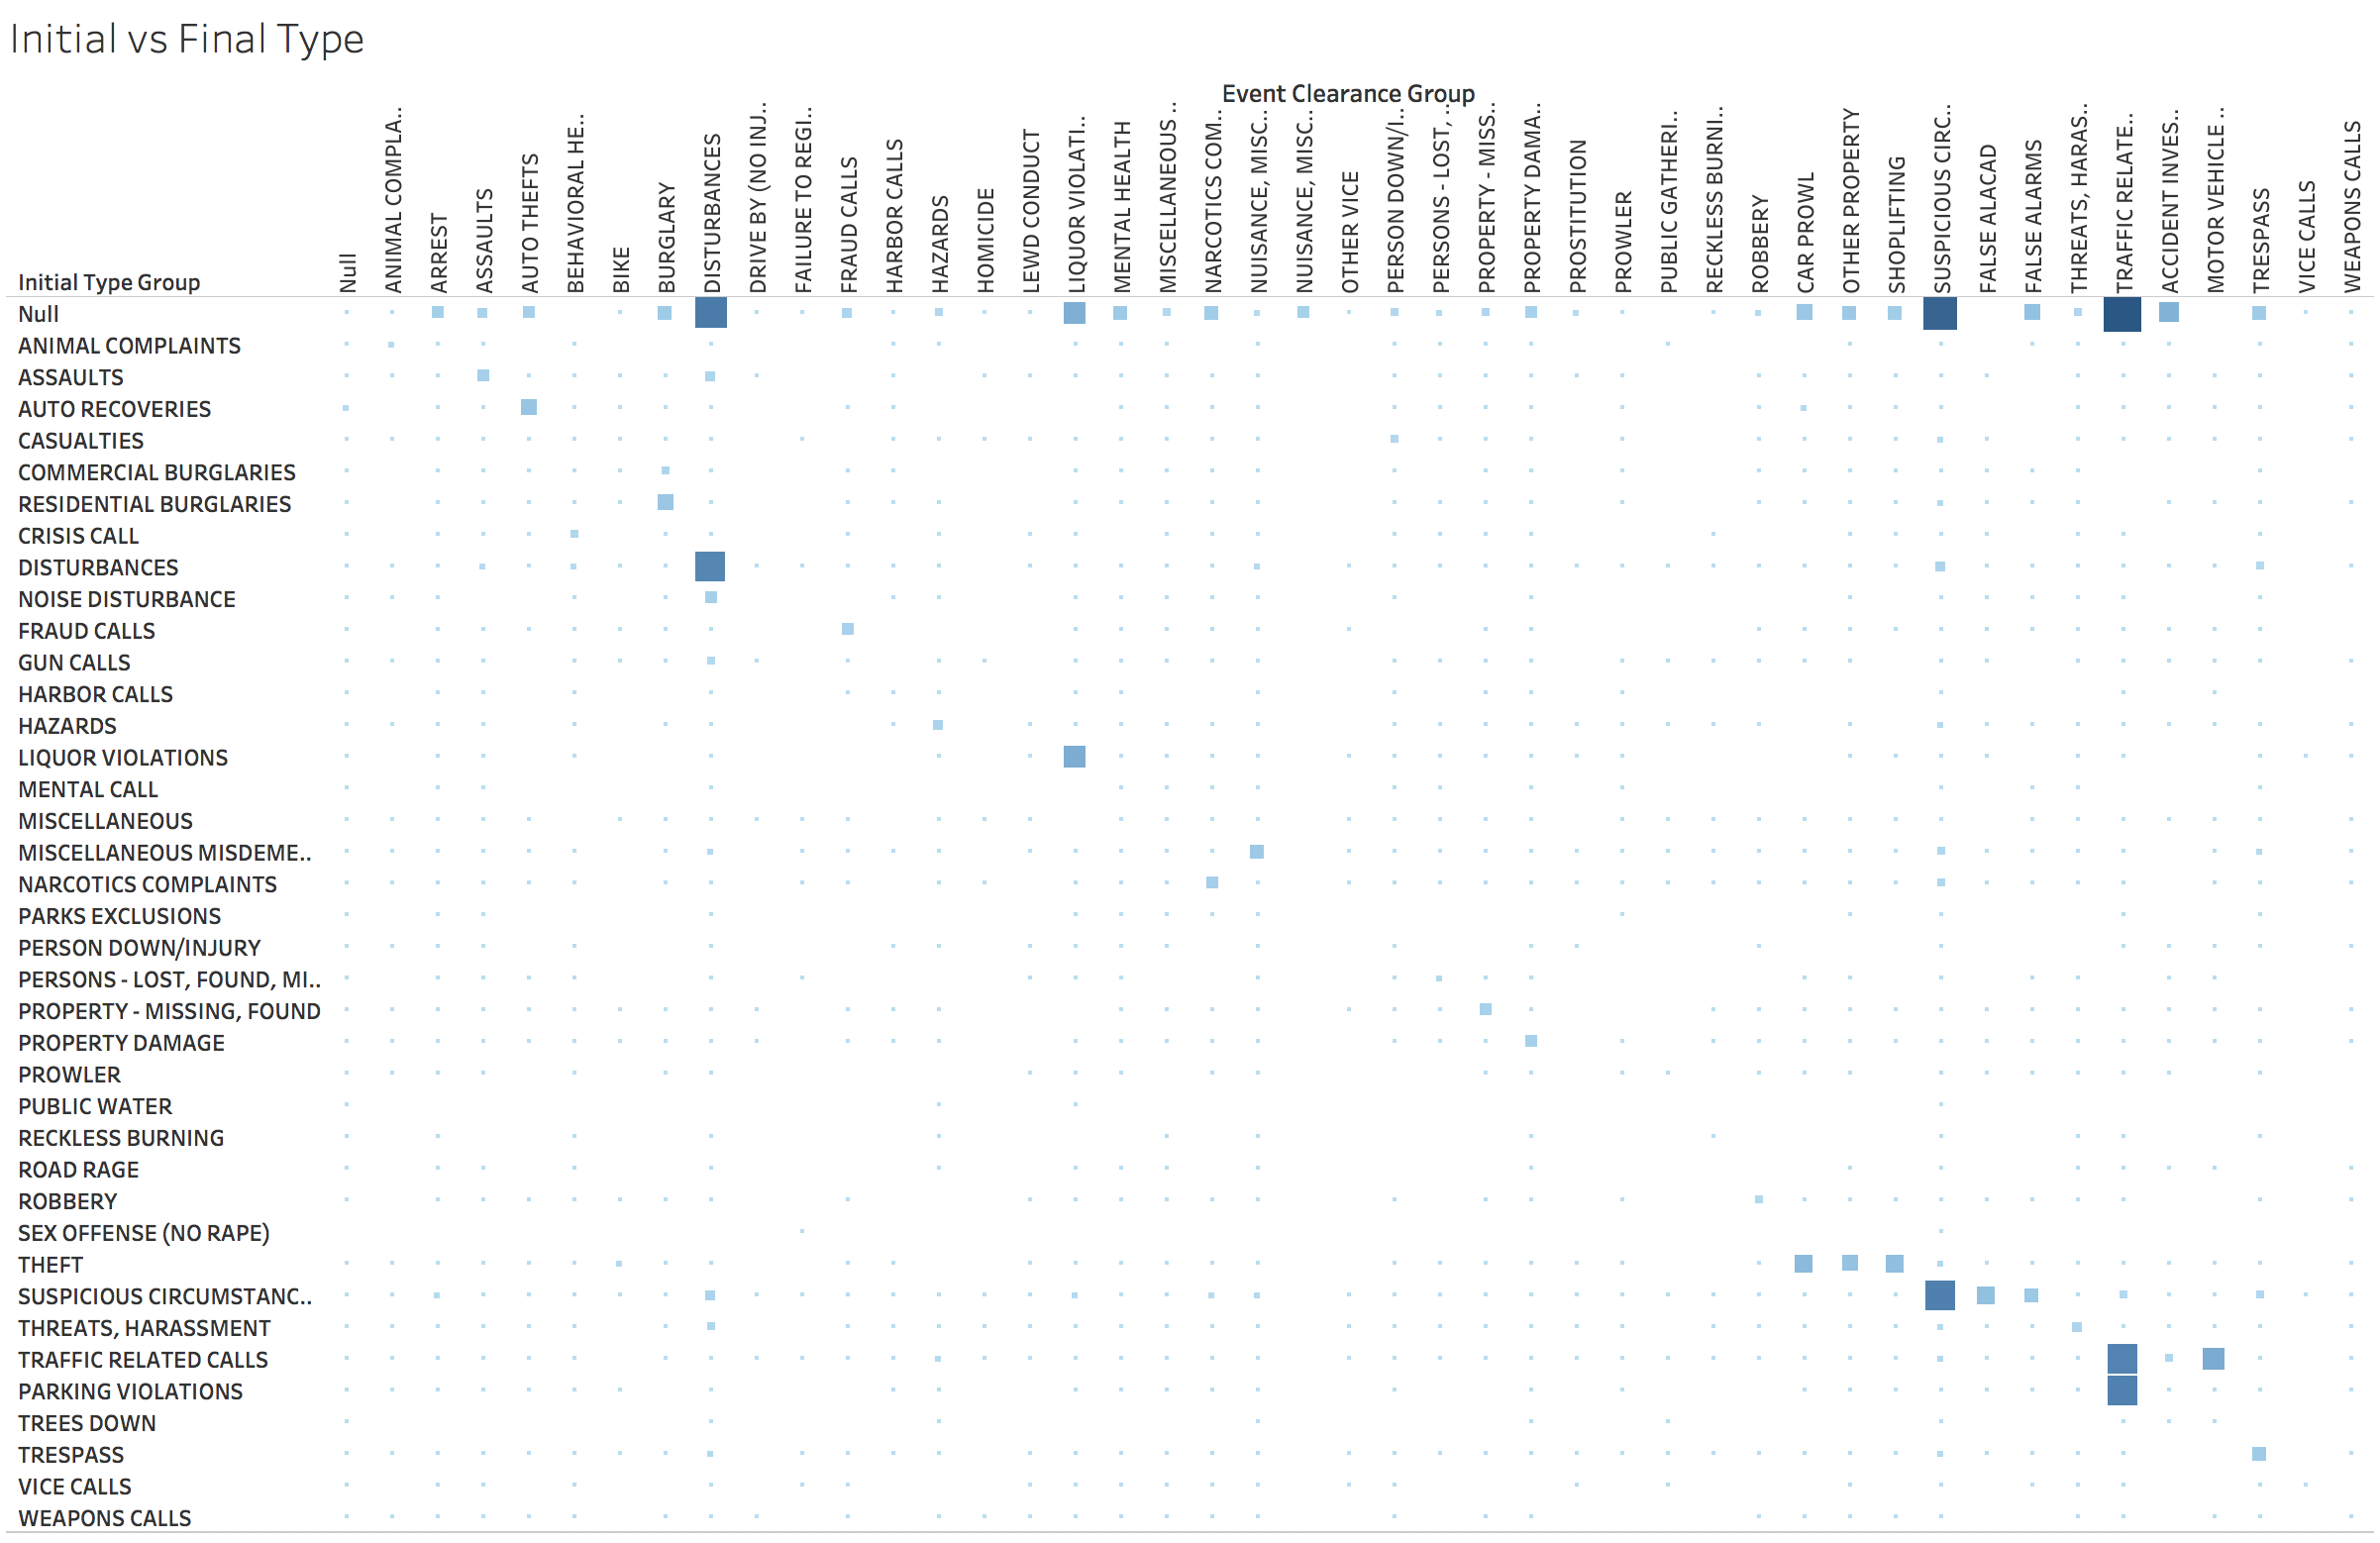 Initial vs Final Type
Event Clearance Group
Initial Type Group
Null
ANIMAL COMPLA..
ARREST
ASSAULTS
AUTO THEFTS
BEHAVIORAL HE..
BIKE
BURGLARY
DISTURBANCES
DRIVE BY (NO INJ..
FAILURE TO REGI..
FRAUD CALLS
HARBOR CALLS
HAZARDS
HOMICIDE
LEWD CONDUCT
LIQUOR VIOLATI..
MENTAL HEALTH
MISCELLANEOUS ..
NARCOTICS COM..
NUISANCE, MISC..
NUISANCE, MISC..
OTHER VICE
PERSON DOWN/I..
PERSONS - LOST, ..
PROPERTY - MISS..
PROPERTY DAMA..
PROSTITUTION
PROWLER
PUBLIC GATHERI..
RECKLESS BURNI..
ROBBERY
CAR PROWL
OTHER PROPERTY
SHOPLIFTING
SUSPICIOUS CIRC..
FALSE ALACAD
FALSE ALARMS
THREATS, HARAS..
TRAFFIC RELATE..
ACCIDENT INVES..
MOTOR VEHICLE ..
TRESPASS
VICE CALLS
WEAPONS CALLS
Null
ANIMAL COMPLAINTS
ASSAULTS
AUTO RECOVERIES
CASUALTIES
COMMERCIAL BURGLARIES
RESIDENTIAL BURGLARIES
CRISIS CALL
DISTURBANCES
NOISE DISTURBANCE
FRAUD CALLS
GUN CALLS
HARBOR CALLS
HAZARDS
LIQUOR VIOLATIONS
MENTAL CALL
MISCELLANEOUS
MISCELLANEOUS MISDEME..
NARCOTICS COMPLAINTS
PARKS EXCLUSIONS
PERSON DOWN/INJURY
PERSONS - LOST, FOUND, MI..
PROPERTY - MISSING, FOUND
PROPERTY DAMAGE
PROWLER
PUBLIC WATER
RECKLESS BURNING
ROAD RAGE
ROBBERY
SEX OFFENSE (NO RAPE)
THEFT
SUSPICIOUS CIRCUMSTANC..
THREATS, HARASSMENT
TRAFFIC RELATED CALLS
PARKING VIOLATIONS
TREES DOWN
TRESPASS
VICE CALLS
WEAPONS CALLS